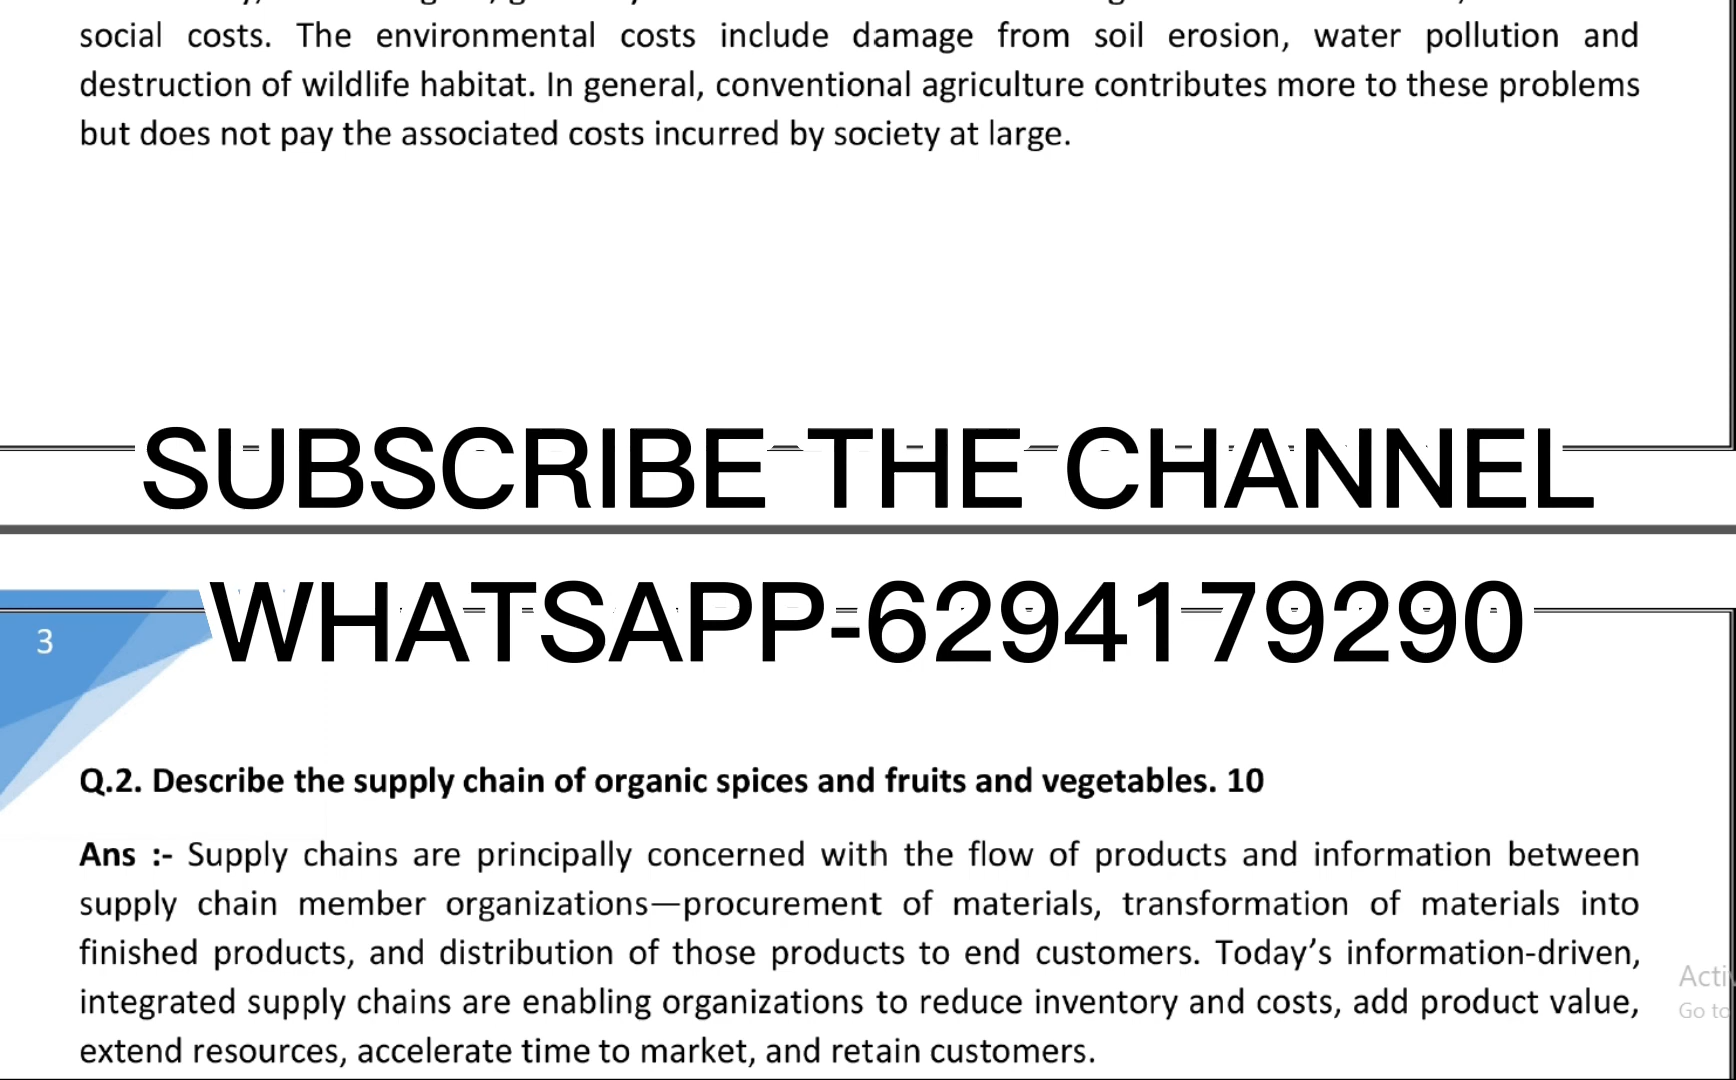 social costs. The environmental costs include damage from soil erosion, water pollution and
destruction of wildlife habitat. In general, conventional agriculture contributes more to these problems
but does not pay the associated costs incurred by society at large.
SUBSCRIBE THE CHANNEL
WHATSAPP-6294179290
3
Q.2. Describe the supply chain of organic spices and fruits and vegetables. 10
Ans :- Supply chains are principally concerned with the flow of products and information between
supply chain member organizations—procurement of materials, transformation of materials into
finished products, and distribution of those products to end customers. Today’s information-driven,
integrated supply chains are enabling organizations to reduce inventory and costs, add product value,
extend resources, accelerate time to market, and retain customers.
Go to